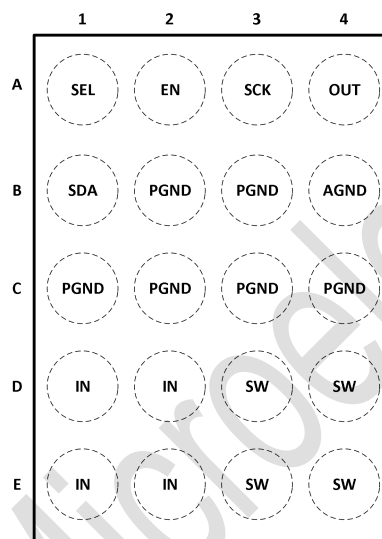 1 2 3 4
A SEL EN SCK OUT
B SDA PGND PGND AGND
C PGND PGND PGND PGND
D IN IN SW SW
E IN IN SW SW